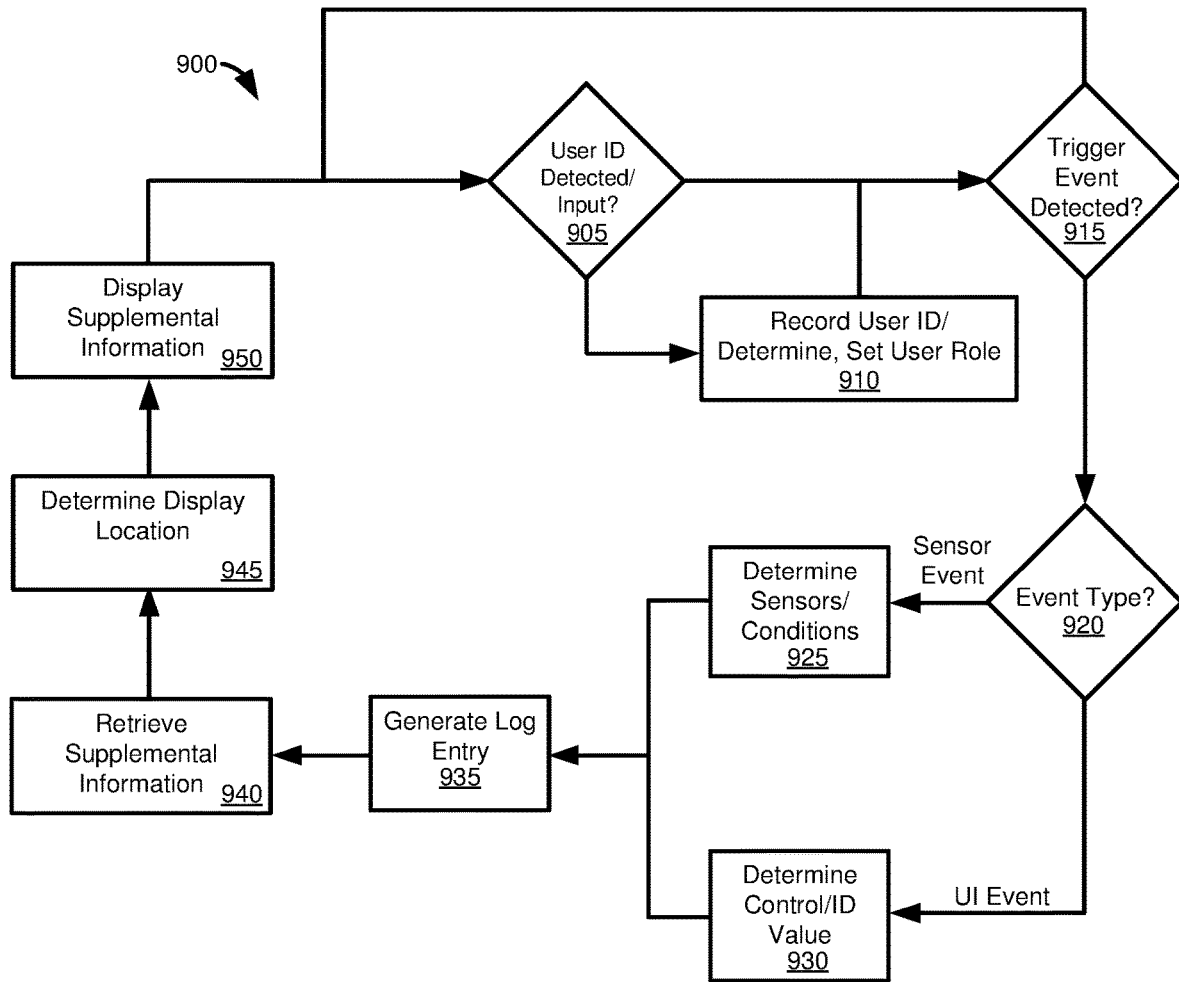 900
User ID
Detected/
Input?
905
Trigger
Event
Detected?
915
Record User ID/
Determine, Set User Role
910
Display
Supplemental
Information
950
Determine Display
Location
945
Sensor
Event
Event Type?
920
Determine
Sensors/
Conditions
925
Retrieve
Supplemental
Information
940
Generate Log
Entry
935
Determine
Control/ID
Value
930
UI Event